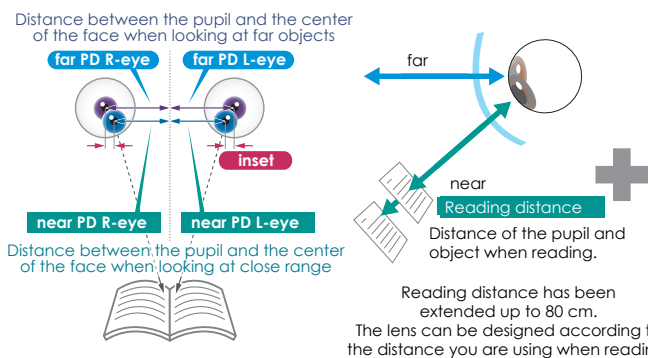 Distance between the pupil and the center
of the face when looking at far objects
far PD R-eye
far PD L-eye
inset
near PD R-eye
near PD L-eye
Distance between the pupil and the center
of the face when looking at close range
far
near
Reading distance
Distance of the pupil and
object when reading.
Reading distance has been
extended up to 80 cm.
The lens can be designed according
the distance you are using when